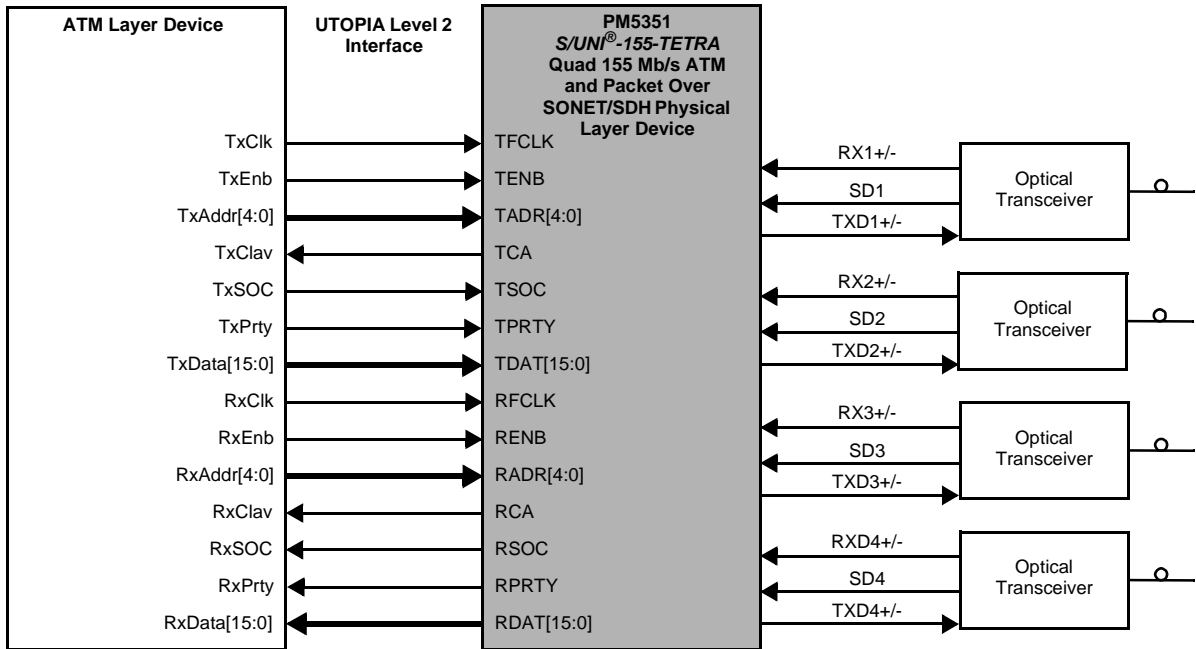 ATM Layer Device
UTOPIA Level 2
Interface
PM5351
S/UNI®-155-TETRA
Quad 155 Mb/s ATM
and Packet Over
SONET/SDH Physical
Layer Device
TxClk
TFCLK
TxEnb
TENB
TxAddr[4:0]
TADR[4:0]
TxClav
TCA
TxSOC
TSOC
TxPrty
TPRTY
TxData[15:0]
TDAT[15:0]
RxClk
RFCLK
RxEnb
RENB
RxAddr[4:0]
RADR[4:0]
RxClav
RCA
RxSOC
RSOC
RxPrty
RPRTY
RxData[15:0]
RDAT[15:0]
RX1+/-
SD1
TXD1+/-
Optical
Transceiver
RX2+/-
SD2
TXD2+/-
Optical
Transceiver
RX3+/-
SD3
TXD3+/-
Optical
Transceiver
RXD4+/-
SD4
TXD4+/-
Optical
Transceiver